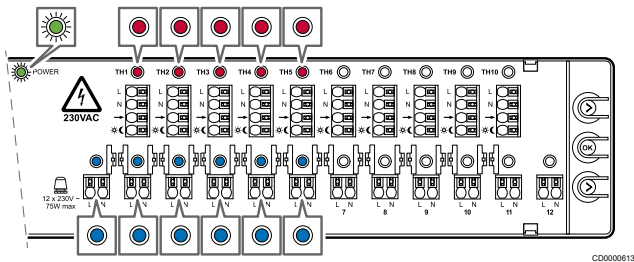 POWER TH1 TH2 TH3 TH4 TH5 TH6 TH7 TH8 TH9 TH10
L L L L L L L L L L
N N N N N N N N N N
230VAC
OK
12 x 230V ~
75W max
L N L N L N L N L N L N L N L N L N L N L N L N
7 8 9 10 11 12
CD0000613